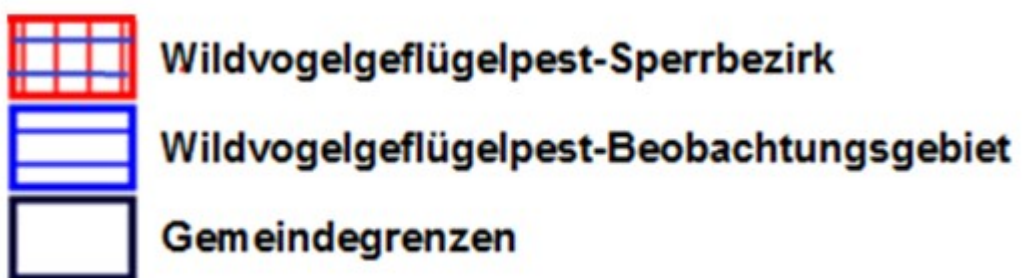 Wildvogelgeflügelpest-Sperrbezirk
Wildvogelgeflügelpest-Beobachtungsgebiet
Gemeindegrenzen